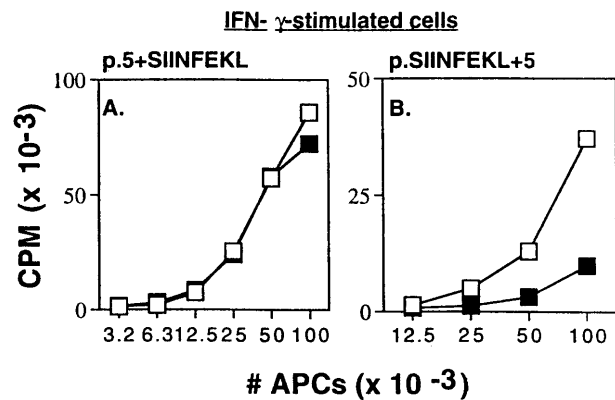 IFN- γ-stimulated cells
p.5+SIINFEKL
p.SIINFEKL+5
A.
B.
100
50
0
50
25
0
CPM (x 10 -3)
3.2 6.3 12.5 25 50 100
12.5 25 50 100
# APCs (x 10 -3)